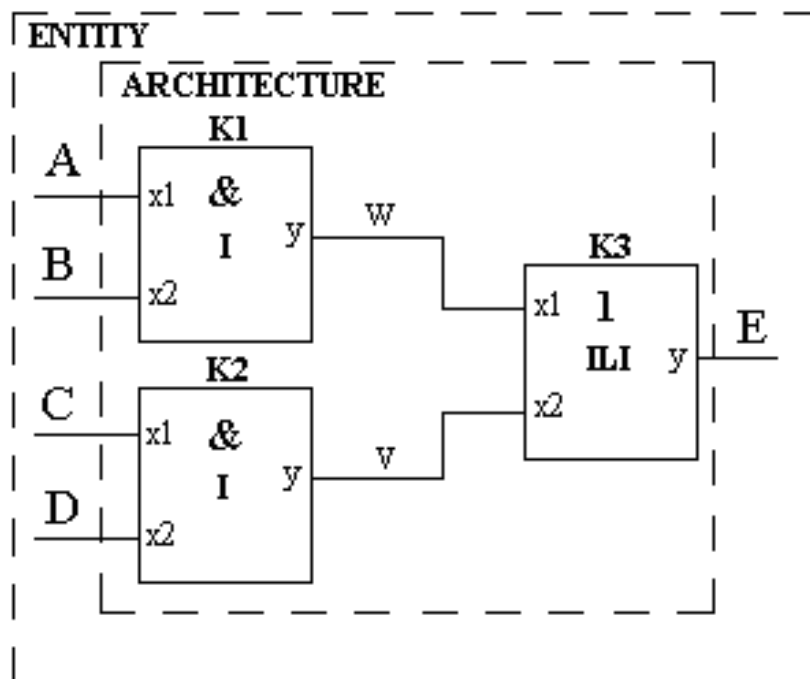 ENTITY
ARCHITECTURE
K1
A
x1
&
I
y
B
x2
W
K3
x1
1
ILI
y
E
x2
K2
C
x1
&
I
y
V
D
x2